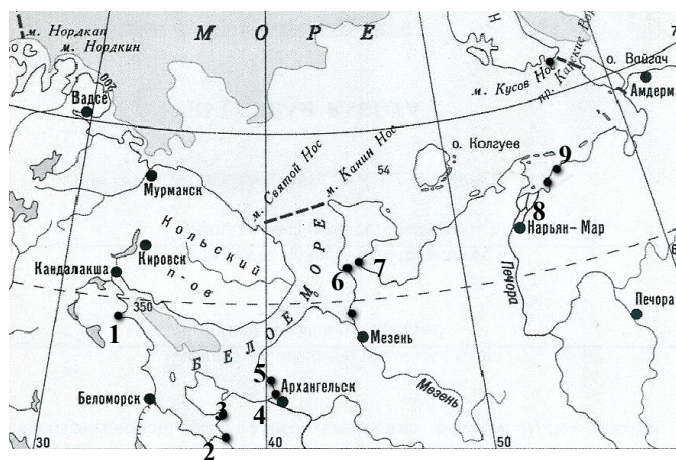 м. Нордкап
м. Нордкин
М О Р Е
200
Вадсе
м. Кусов Нос
о. Вайгач
Амдерма
Мурманск
м. Святой Нос
м. Канин Нос
54
о. Колгуев
9
8
Нарьян-Мар
Кольский
п-ов
Кировск
Кандалакша
350
1
БЕЛОЕ МОРЕ
6
7
Мезень
Мезень
Печора
Печора
5
Архангельск
4
Беломорск
3
2
30
40
50